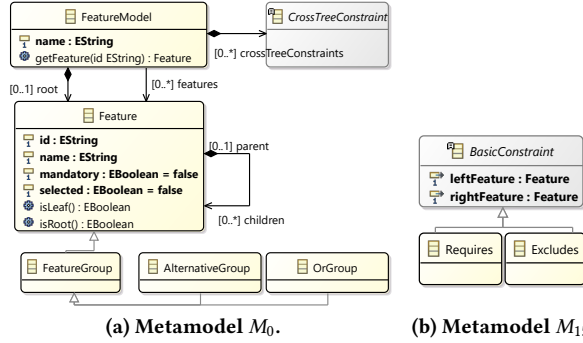 FeatureModel
name : EString
getFeature(id EString) : Feature
CrossTreeConstraint
[0..*] crossTreeConstraints
[0..1] root
[0..*] features
Feature
id : EString
name : EString
mandatory : EBoolean = false
selected : EBoolean = false
isLeaf() : EBoolean
isRoot() : EBoolean
[0..1] parent
[0..*] children
FeatureGroup
AlternativeGroup
OrGroup
(a) Metamodel M0.
BasicConstraint
leftFeature : Feature
rightFeature : Feature
Requires
Excludes
(b) Metamodel